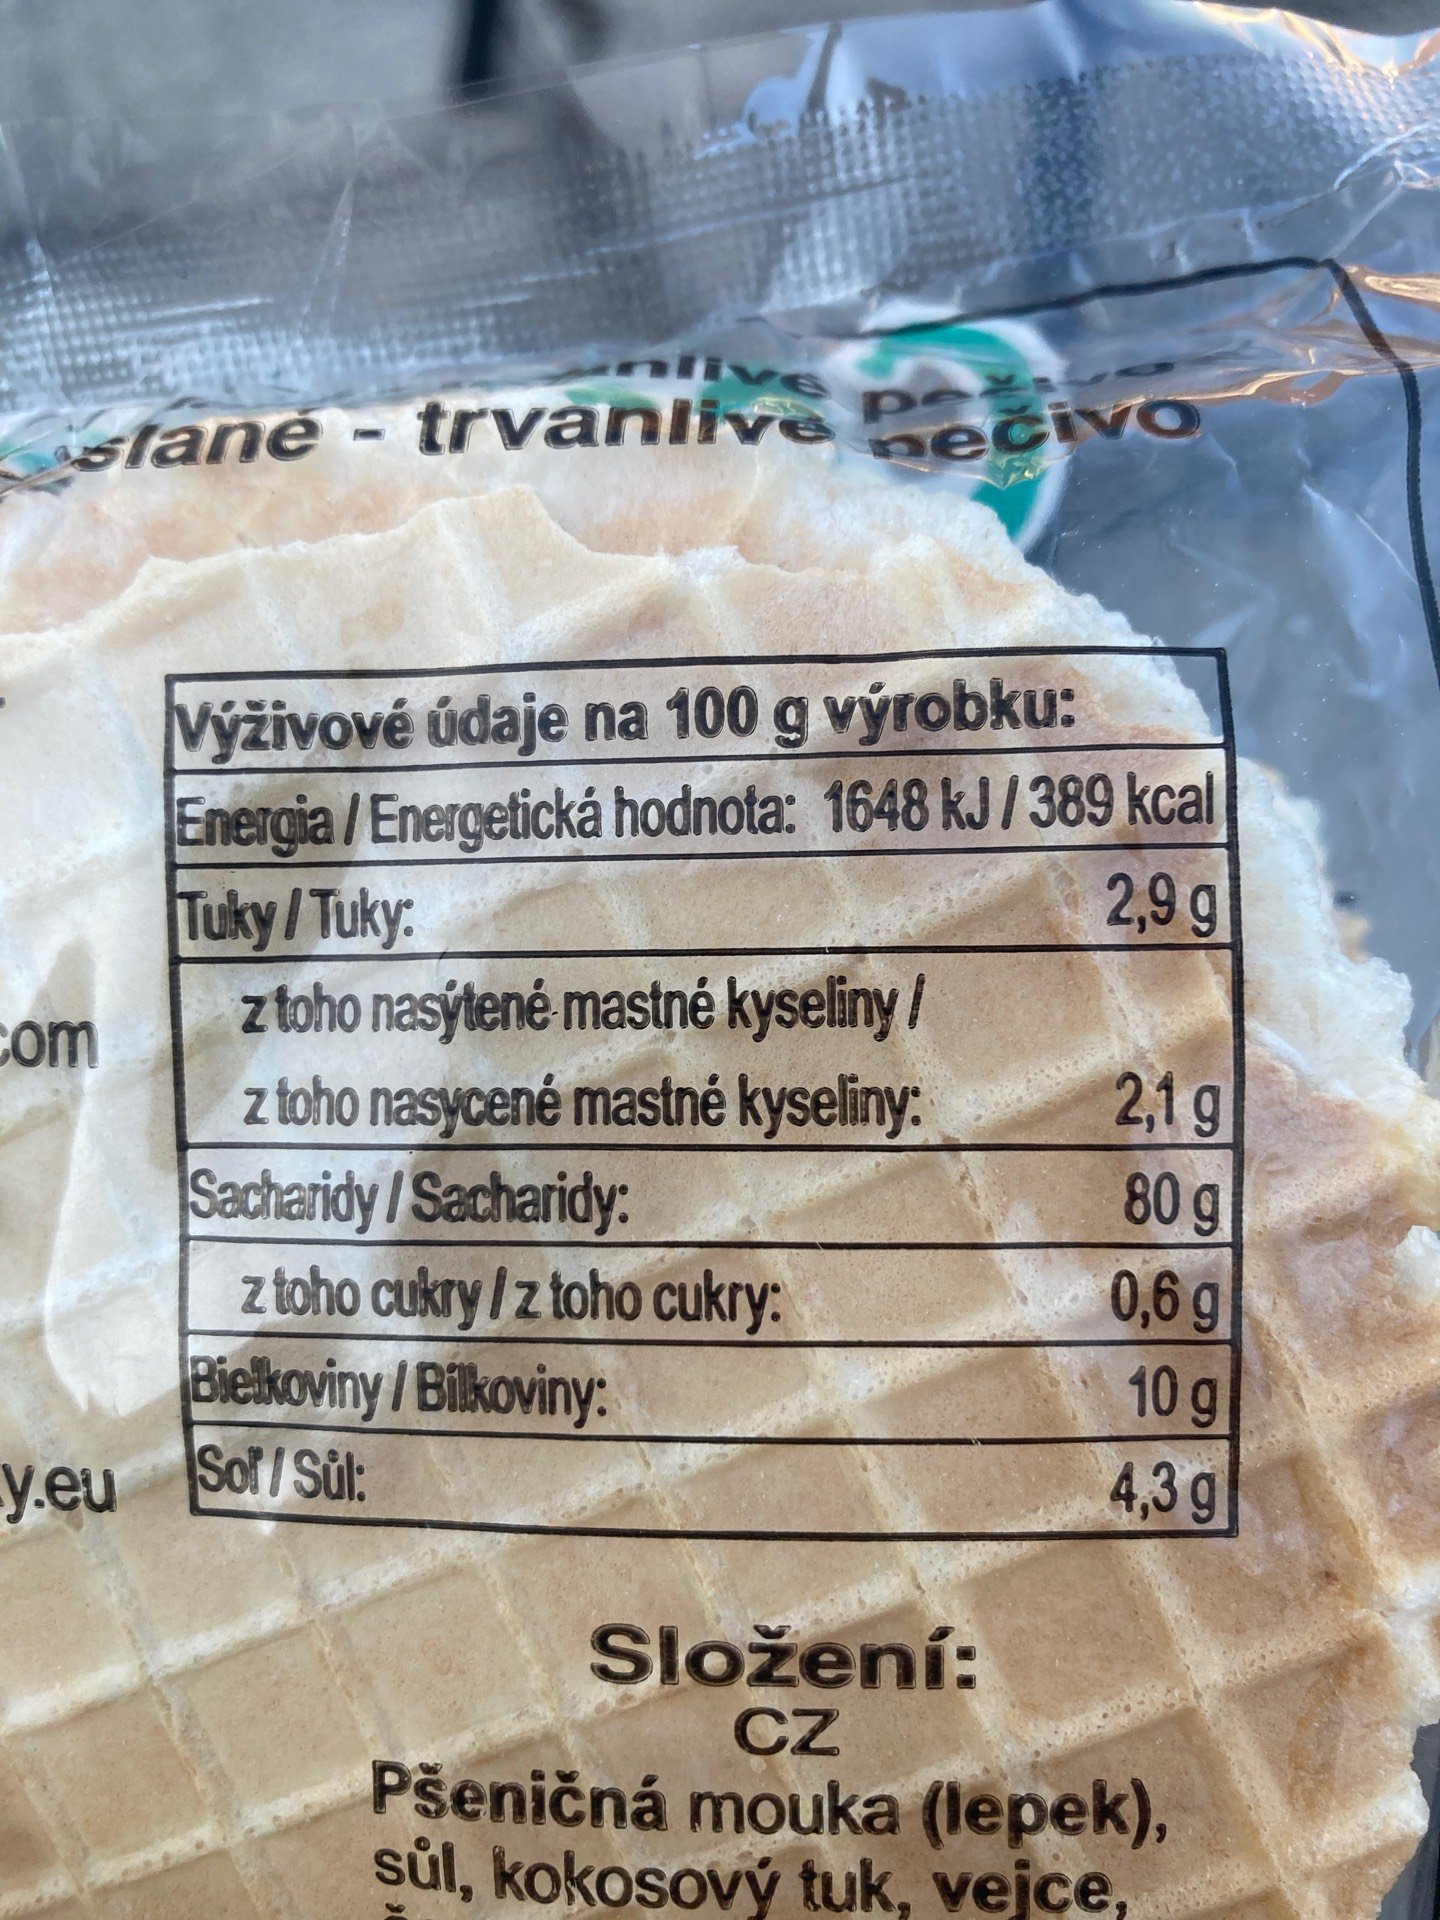 slané - trvanlivé pečivo
Výživové údaje na 100 g výrobku:
Energia / Energetická hodnota: 1648 kJ / 389 kcal
Tuky / Tuky: 2,9 g
z toho nasýtené mastné kyseliny /
z toho nasycené mastné kyseliny: 2,1 g
Sacharidy / Sacharidy: 80 g
z toho cukry / z toho cukry: 0,6 g
Bielkoviny / Bílkoviny: 10 g
Soľ / Sůl: 4,3 g
com
y.eu
Složení:
CZ
Pšeničná mouka (lepek),
sůl, kokosový tuk, vejce,